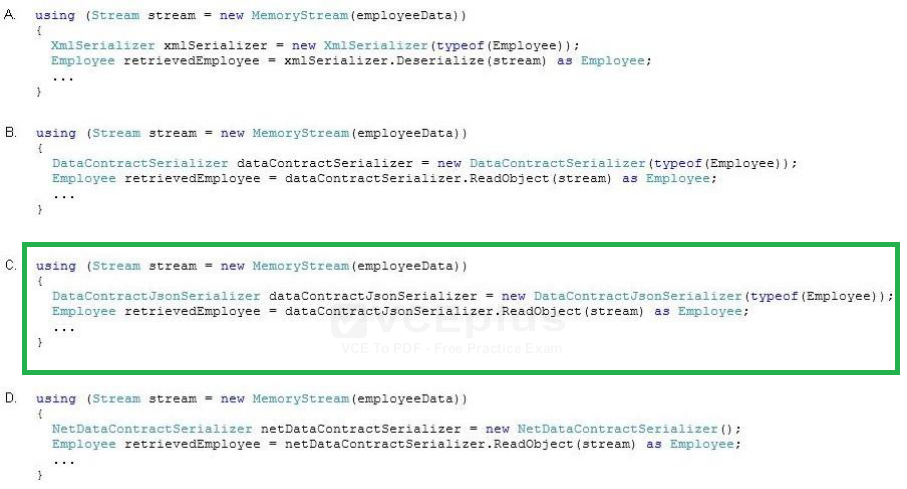 A. using (Stream stream = new MemoryStream(employeeData))
{
XmlSerializer xmlSerializer = new XmlSerializer(typeof(Employee));
Employee retrievedEmployee = xmlSerializer.Deserialize(stream) as Employee;
...
}
B. using (Stream stream = new MemoryStream(employeeData))
{
DataContractSerializer dataContractSerializer = new DataContractSerializer(typeof(Employee));
Employee retrievedEmployee = dataContractSerializer.ReadObject(stream) as Employee;
...
}
C. using (Stream stream = new MemoryStream(employeeData))
{
DataContractJsonSerializer dataContractJsonSerializer = new DataContractJsonSerializer(typeof(Employee));
Employee retrievedEmployee = dataContractJsonSerializer.ReadObject(stream) as Employee;
...
VCEplus
}
VCE To PDF - Free Practice Exam
D. using (Stream stream = new MemoryStream(employeeData))
{
NetDataContractSerializer netDataContractSerializer = new NetDataContractSerializer();
Employee retrievedEmployee = netDataContractSerializer.ReadObject(stream) as Employee;
...
}